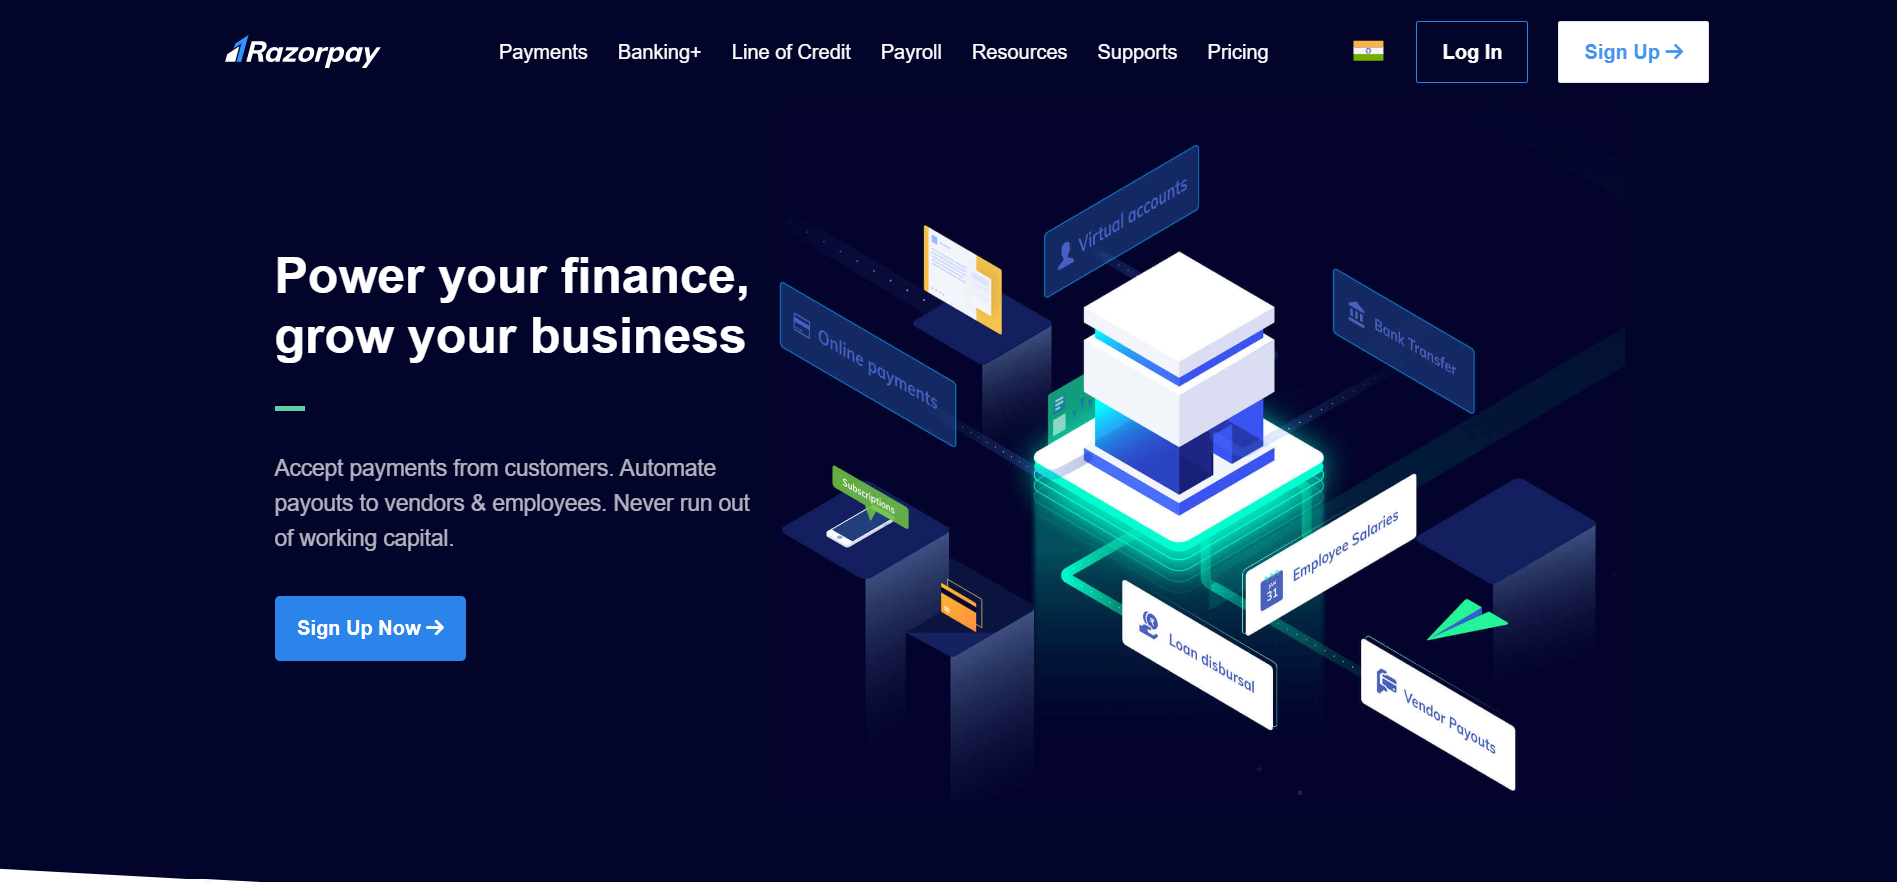 Razorpay
Payments
Banking+
Line of Credit
Payroll
Resources
Supports
Pricing
Log In
Sign Up
Power your finance,
grow your business
Accept payments from customers. Automate
payouts to vendors & employees. Never run out
of working capital.
Sign Up Now
Virtual accounts
Online payments
Bank Transfer
Subscriptions
JAN
31
Employee Salaries
Loan disbursal
Vendor Payouts